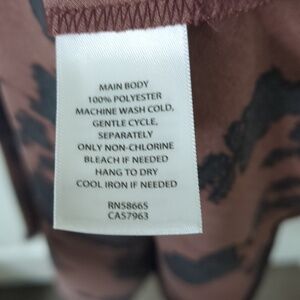 MAIN BODY
100% POLYESTER
MACHINE WASH COLD,
GENTLE CYCLE,
SEPARATELY
ONLY NON-CHLORINE
BLEACH IF NEEDED
HANG TO DRY
COOL IRON IF NEEDED
RN58665
CA57963